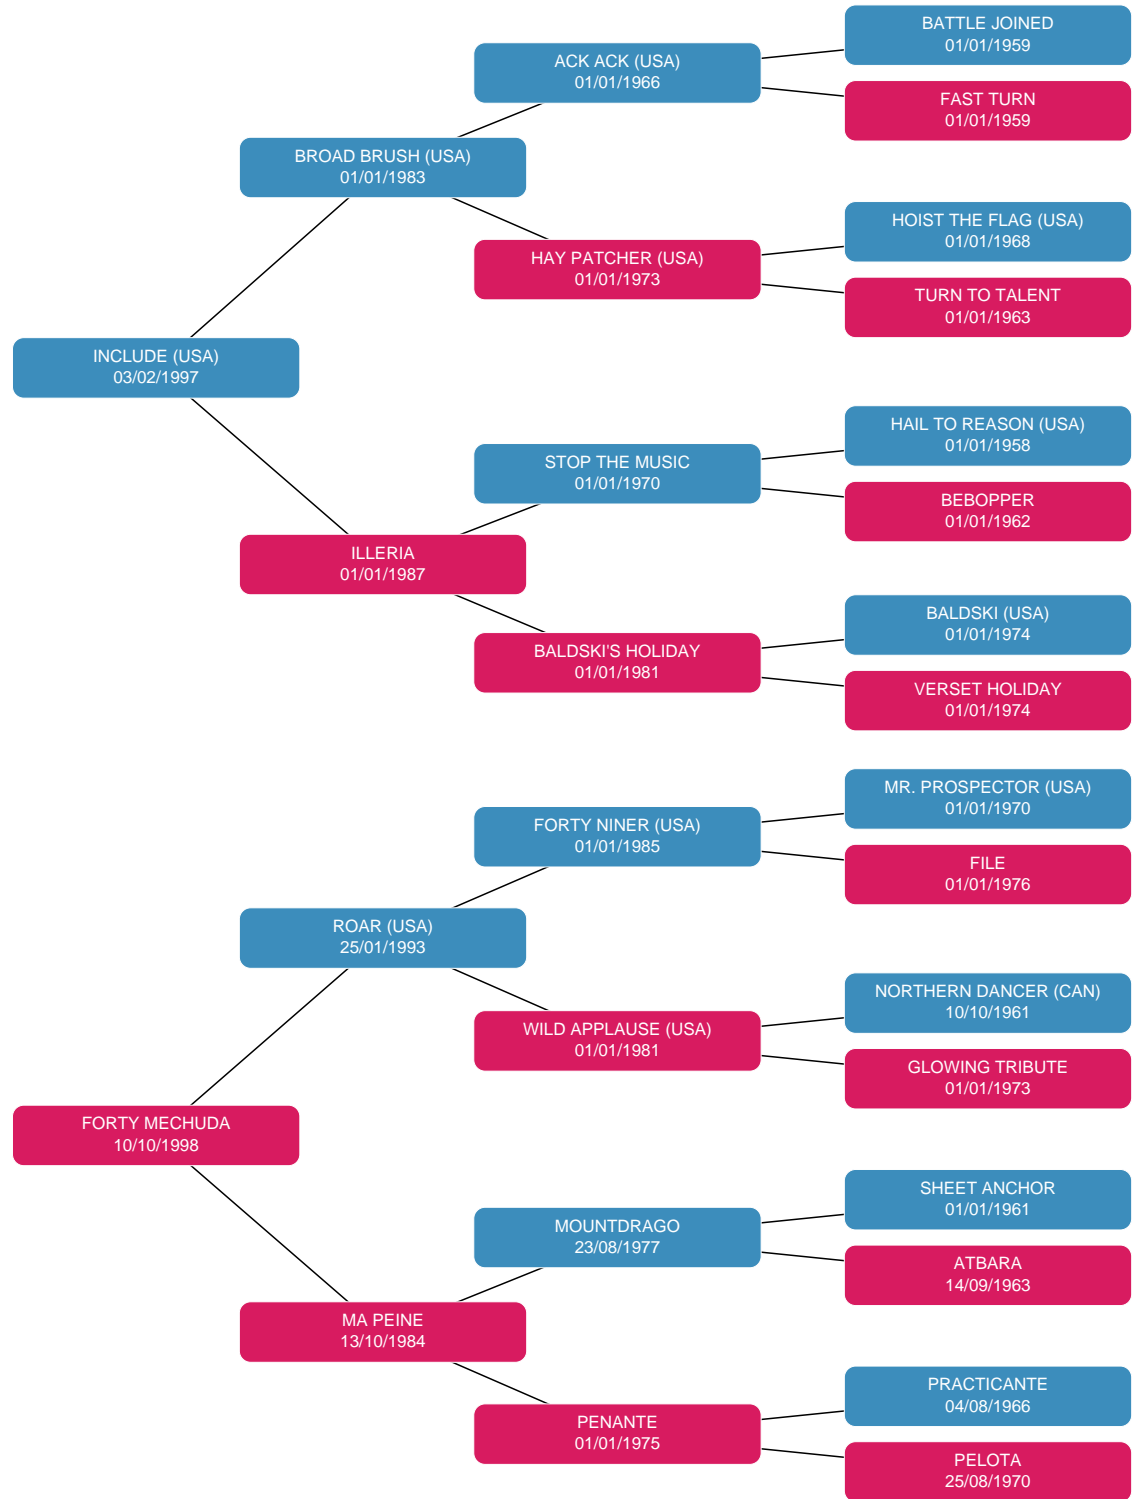 BATTLE JOINED
01/01/1959
ACK ACK (USA)
01/01/1966
FAST TURN
01/01/1959
BROAD BRUSH (USA)
01/01/1983
HOIST THE FLAG (USA)
01/01/1968
HAY PATCHER (USA)
01/01/1973
TURN TO TALENT
01/01/1963
INCLUDE (USA)
03/02/1997
HAIL TO REASON (USA)
01/01/1958
STOP THE MUSIC
01/01/1970
BEBOPPER
01/01/1962
ILLERIA
01/01/1987
BALDSKI (USA)
01/01/1974
BALDSKI'S HOLIDAY
01/01/1981
VERSET HOLIDAY
01/01/1974
MR. PROSPECTOR (USA)
01/01/1970
FORTY NINER (USA)
01/01/1985
FILE
01/01/1976
ROAR (USA)
25/01/1993
NORTHERN DANCER (CAN)
10/10/1961
WILD APPLAUSE (USA)
01/01/1981
GLOWING TRIBUTE
01/01/1973
FORTY MECHUDA
10/10/1998
SHEET ANCHOR
01/01/1961
MOUNTDRAGO
23/08/1977
ATBARA
14/09/1963
MA PEINE
13/10/1984
PRACTICANTE
04/08/1966
PENANTE
01/01/1975
PELOTA
25/08/1970